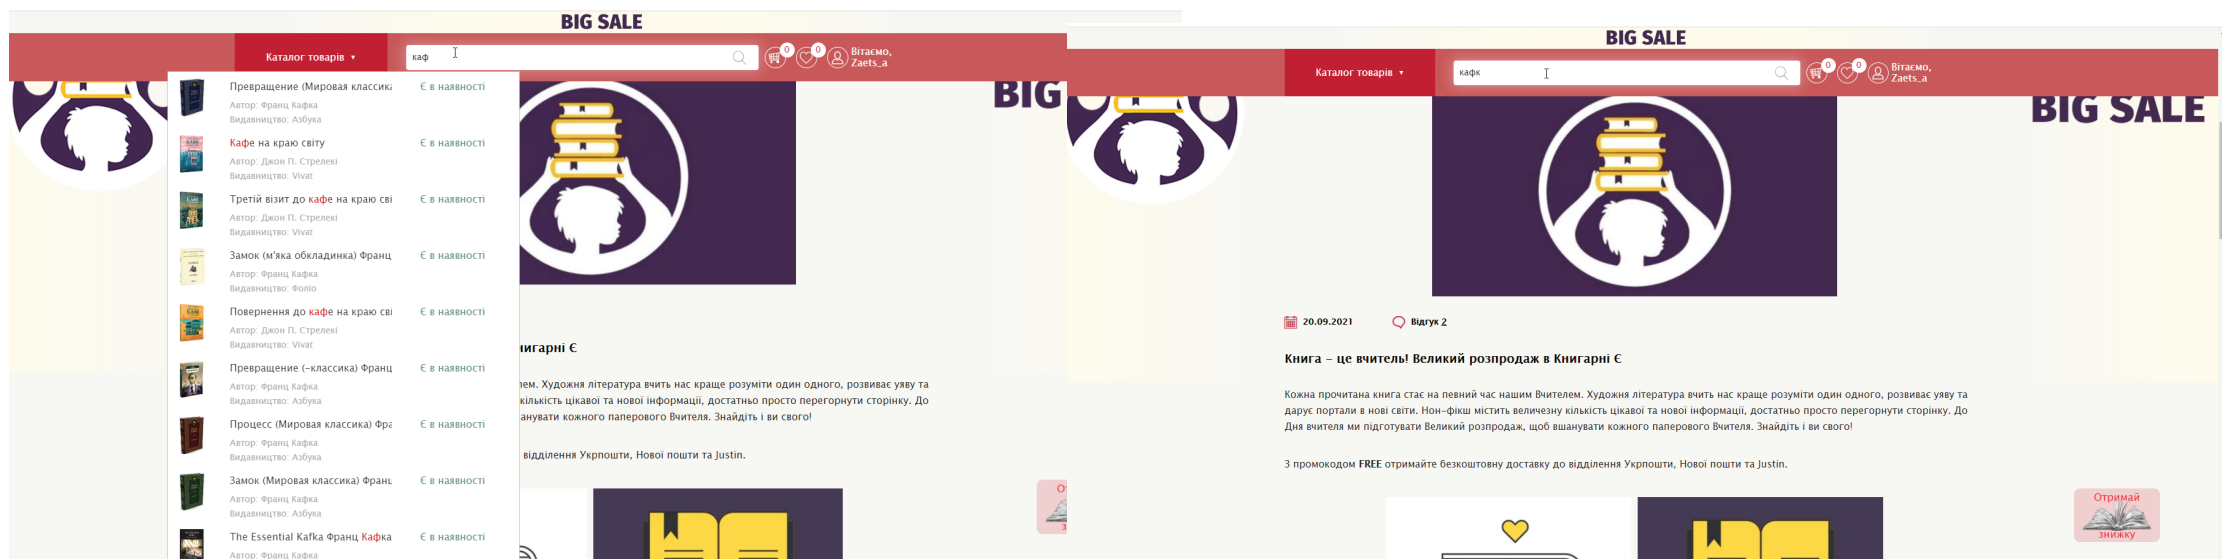 BIG SALE
Каталог товарів
каф
0
0
Вітаємо,
Zaets_a
BIG
Превращение (Мировая классика
Є в наявності
Автор: Франц Кафка
Видавництво: Азбука
Кафе на краю світу
Є в наявності
Автор: Джон П. Стрелекі
Видавництво: Vivat
Третій візит до кафе на краю сві
Є в наявності
Автор: Джон П. Стрелекі
Видавництво: Vivat
Замок (м'яка обкладинка) Франц
Є в наявності
Автор: Франц Кафка
Видавництво: Фоліо
Повернення до кафе на краю сві
Є в наявності
Автор: Джон П. Стрелекі
Видавництво: Vivat
Превращение (-классика) Франц
Є в наявності
Автор: Франц Кафка
Видавництво: Азбука
Процесс (Мировая классика) Фра
Є в наявності
Автор: Франц Кафка
Видавництво: Азбука
Замок (Мировая классика) Франц
Є в наявності
Автор: Франц Кафка
Видавництво: Азбука
The Essential Kafka Франц Кафка
Є в наявності
Автор: Франц Кафка
нигарні Є
лем. Художня література вчить нас краще розуміти один одного, розвиває уяву та
кількість цікавої та нової інформації, достатньо просто перегорнути сторінку. До
анувати кожного паперового Вчителя. Знайдіть і ви свого!
відділення Укрпошти, Нової пошти та Justin.
BIG SALE
Каталог товарів
кафк
0
0
Вітаємо,
Zaets_a
BIG SALE
20.09.2021
Відгук 2
Книга – це вчитель! Великий розпродаж в Книгарні Є
Кожна прочитана книга стає на певний час нашим Вчителем. Художня література вчить нас краще розуміти один одного, розвиває уяву та
дарує портали в нові світи. Нон-фікш містить величезну кількість цікавої та нової інформації, достатньо просто перегорнути сторінку. До
Дня вчителя ми підготувати Великий розпродаж, щоб вшанувати кожного паперового Вчителя. Знайдіть і ви свого!
З промокодом FREE отримайте безкоштовну доставку до відділення Укрпошти, Нової пошти та Justin.
Отримай
знижку